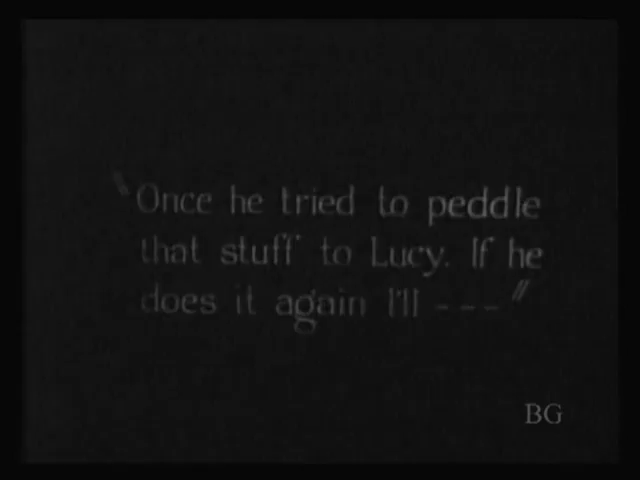 "Once he tried to peddle
that stuff to Lucy. If he
does it again I'll ---"
BG